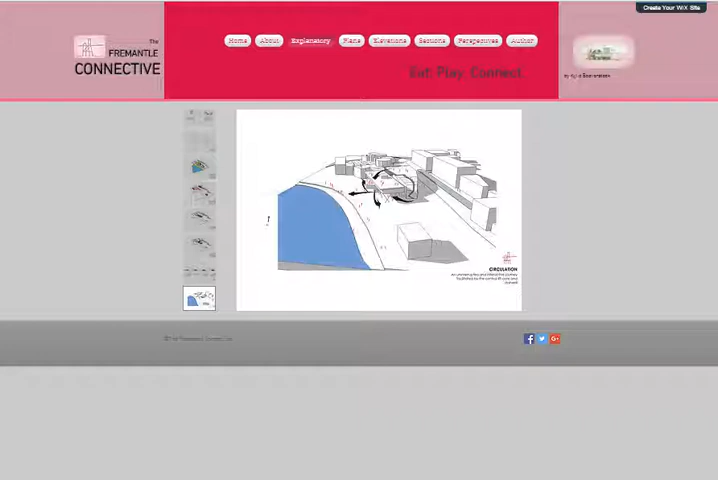 Create Your WiX Site
The
FREMANTLE
CONNECTIVE
Home
About
Explanatory
Plans
Elevations
Sections
Perspectives
Author
Eat. Play. Connect.
CIRCULATION